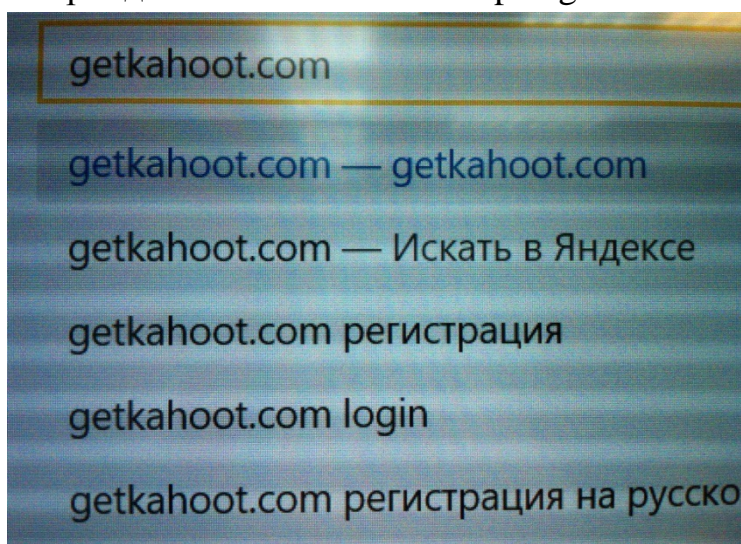 getkahoot.com
getkahoot.com — getkahoot.com
getkahoot.com — Искать в Яндексе
getkahoot.com регистрация
getkahoot.com login
getkahoot.com регистрация на русско